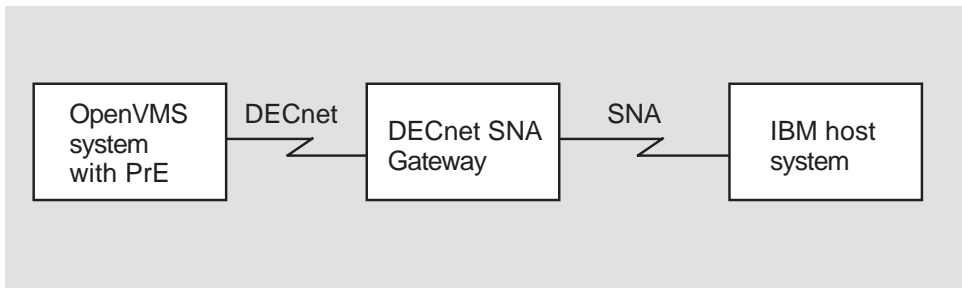 OpenVMS
system
with PrE
DECnet
DECnet SNA
Gateway
SNA
IBM host
system